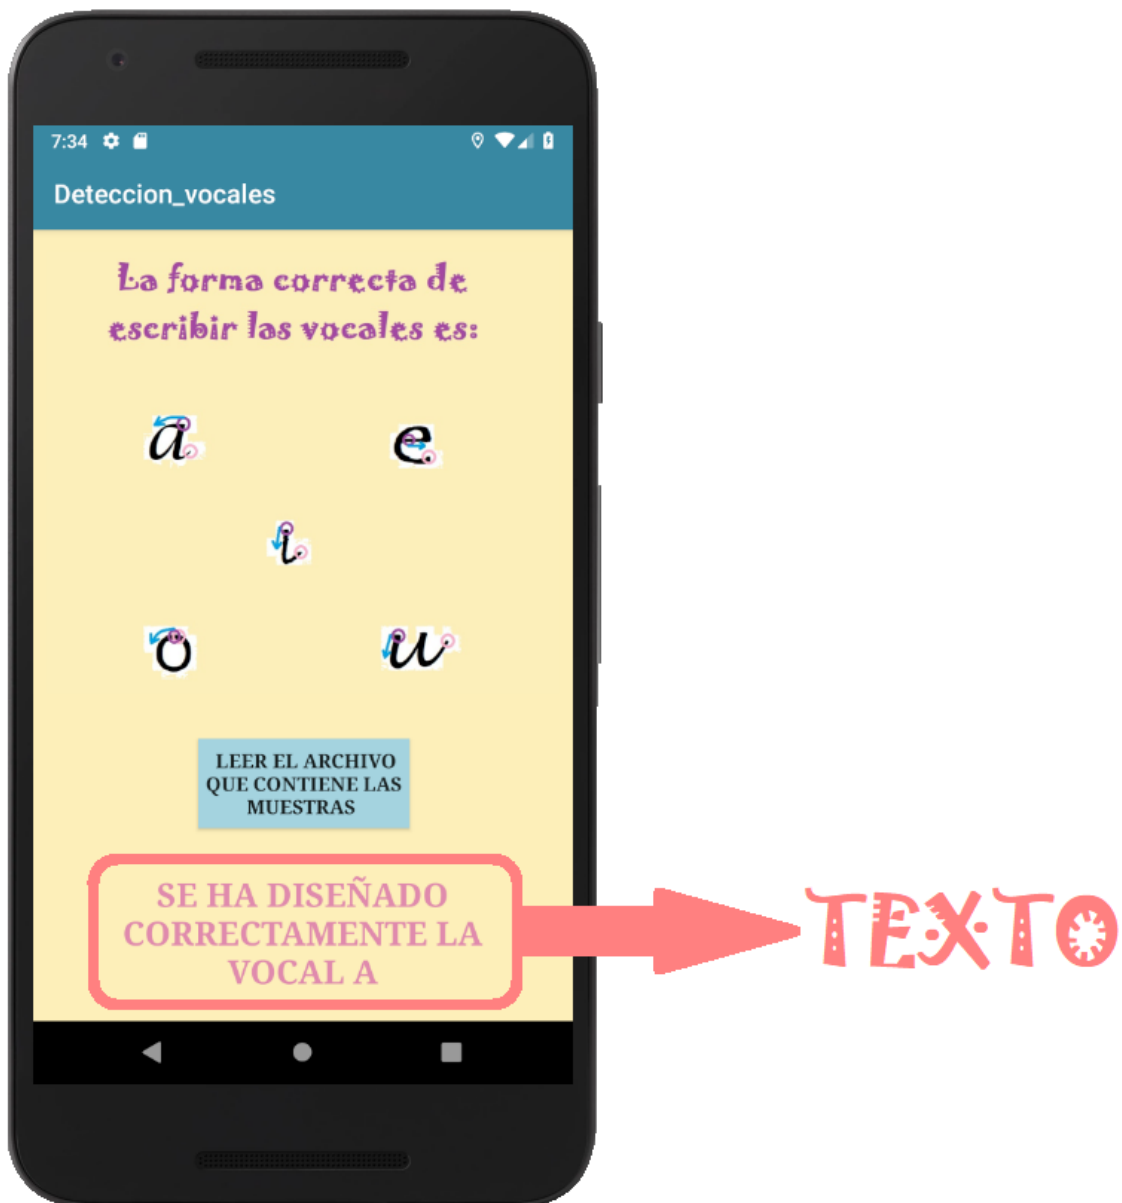 7:34
Deteccion_vocales
La forma correcta de
escribir las vocales es:
a e
i
o u
LEER EL ARCHIVO
QUE CONTIENE LAS
MUESTRAS
SE HA DISEÑADO
CORRECTAMENTE LA
VOCAL A
TEXTO